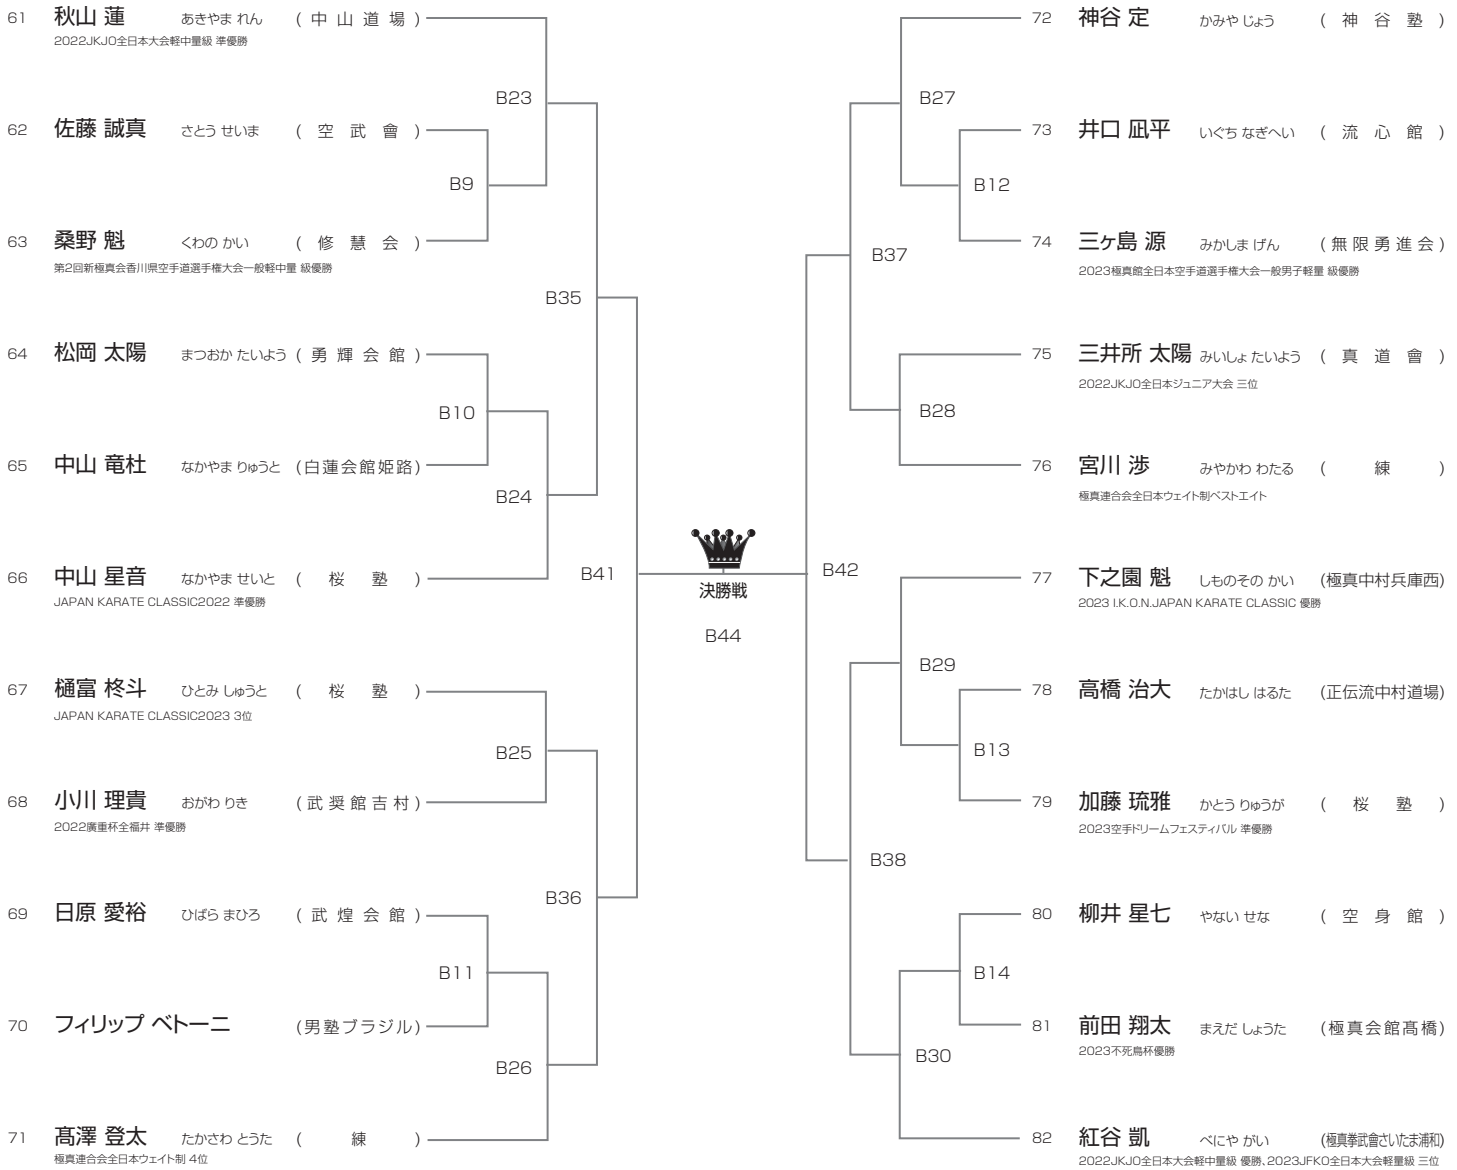 61 秋山 蓮 あきやま れん (中山道場)
2022JKJO全日本大会軽中量級 準優勝
B23
62 佐藤 誠真 さとう せいま (空武會)
B9
63 桑野 魁 くわの かい (修慧会)
第2回新極真会香川県空手道選手権大会一般軽中量 級優勝
B35
64 松岡 太陽 まつおか たいよう (勇輝会館)
B10
65 中山 竜杜 なかやま りゅうと (白蓮会館姫路)
B24
66 中山 星音 なかやま せいと (桜塾)
JAPAN KARATE CLASSIC2022 準優勝
B41
67 樋富 柊斗 ひとみ しゅうと (桜塾)
JAPAN KARATE CLASSIC2023 3位
B25
68 小川 理貴 おがわ りき (武奨館吉村)
2022廣重杯全福井 準優勝
B36
69 日原 愛裕 ひばら まひろ (武煌会館)
B11
70 フィリップ ベトーニ (男塾ブラジル)
B26
71 髙澤 登太 たかさわ とうた (練)
極真連合会全日本ウェイト制 4位
決勝戦
B44
72 神谷 定 かみや じょう (神谷塾)
B27
73 井口 凪平 いぐち なぎへい (流心館)
B12
74 三ヶ島 源 みかしま げん (無限勇進会)
2023極真館全日本空手道選手権大会一般男子軽量 級優勝
B37
75 三井所 太陽 みいしょ たいよう (真道會)
2022JKJO全日本ジュニア大会 三位
B28
76 宮川 渉 みやかわ わたる (練)
極真連合会全日本ウェイト制ベストエイト
B42
77 下之園 魁 しものその かい (極真中村兵庫西)
2023 I.K.O.N.JAPAN KARATE CLASSIC 優勝
B29
78 高橋 治大 たかはし はるた (正伝流中村道場)
B13
79 加藤 琉雅 かとう りゅうが (桜塾)
2023空手ドリームフェスティバル 準優勝
B38
80 柳井 星七 やない せな (空身館)
B14
81 前田 翔太 まえだ しょうた (極真会館髙橋)
2023不死鳥杯優勝
B30
82 紅谷 凱 べにや がい (極真拳武會さいたま浦和)
2022JKJO全日本大会軽中量級 優勝、2023JFKO全日本大会軽量級 三位